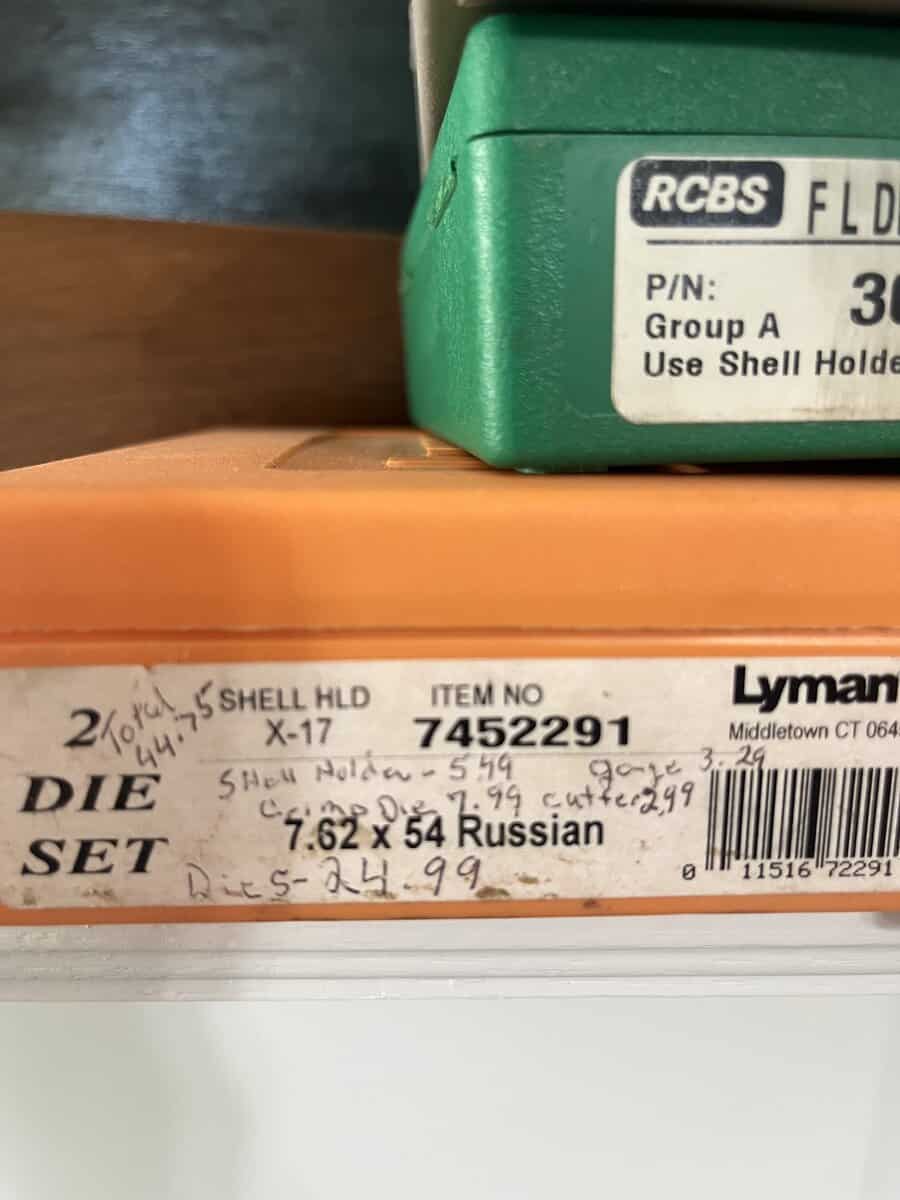 RCBS F L D
P/N: 30
Group A
Use Shell Holde
2/ Total 44.75
DIE
SET
SHELL HLD
X-17
ITEM NO
7452291
Lyman
Middletown CT 064
Shell Holder - 5.49 gage 3.29
Crimp Die 7.99 cutter 2,99
7.62 x 54 Russian
Dies - 24.99
0 11516 72291